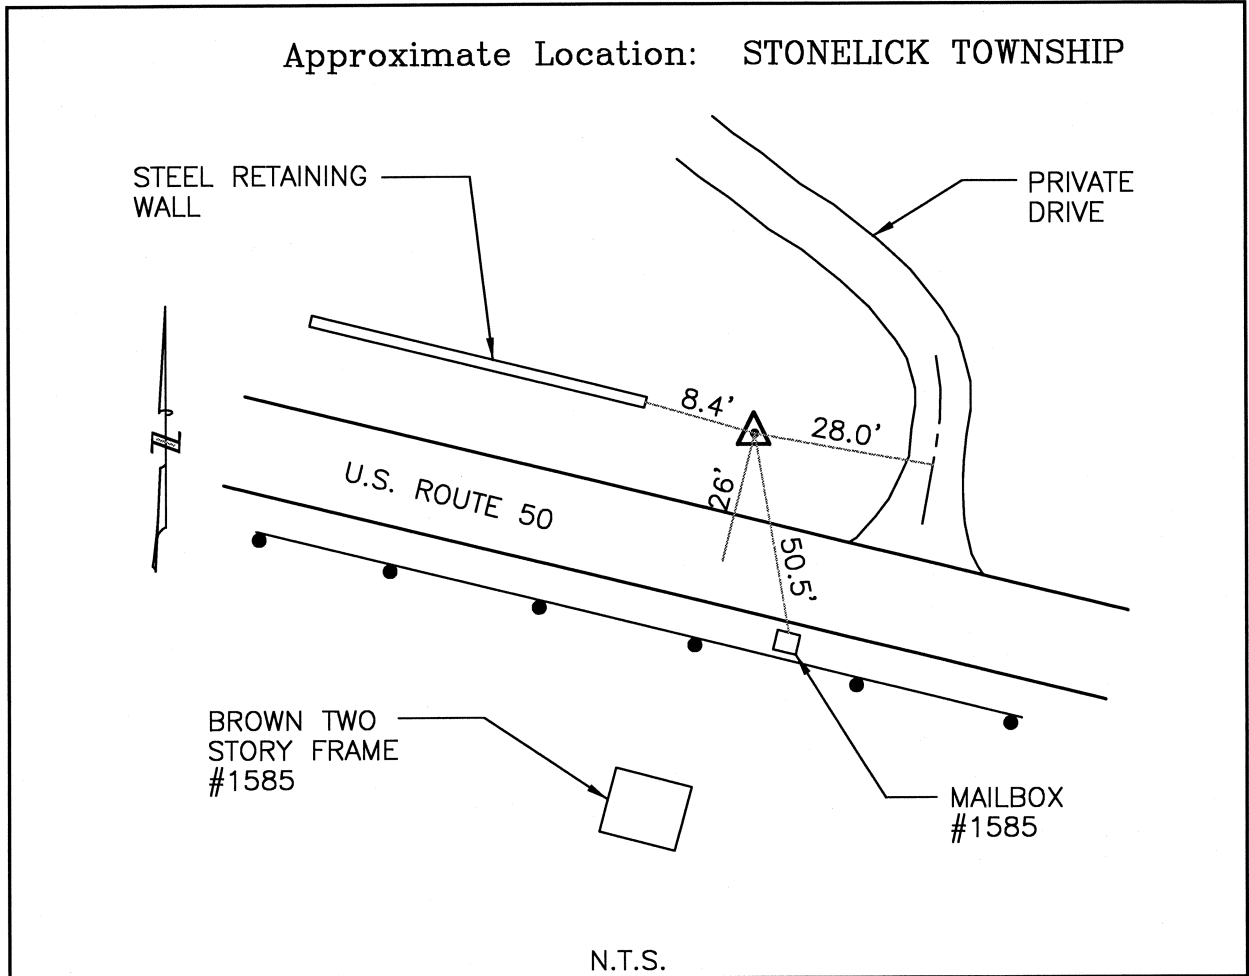 Approximate Location: STONELICK TOWNSHIP
STEEL RETAINING
WALL
PRIVATE
DRIVE
8.4'
28.0'
26'
U.S. ROUTE 50
50.5'
BROWN TWO
STORY FRAME
#1585
MAILBOX
#1585
N.T.S.